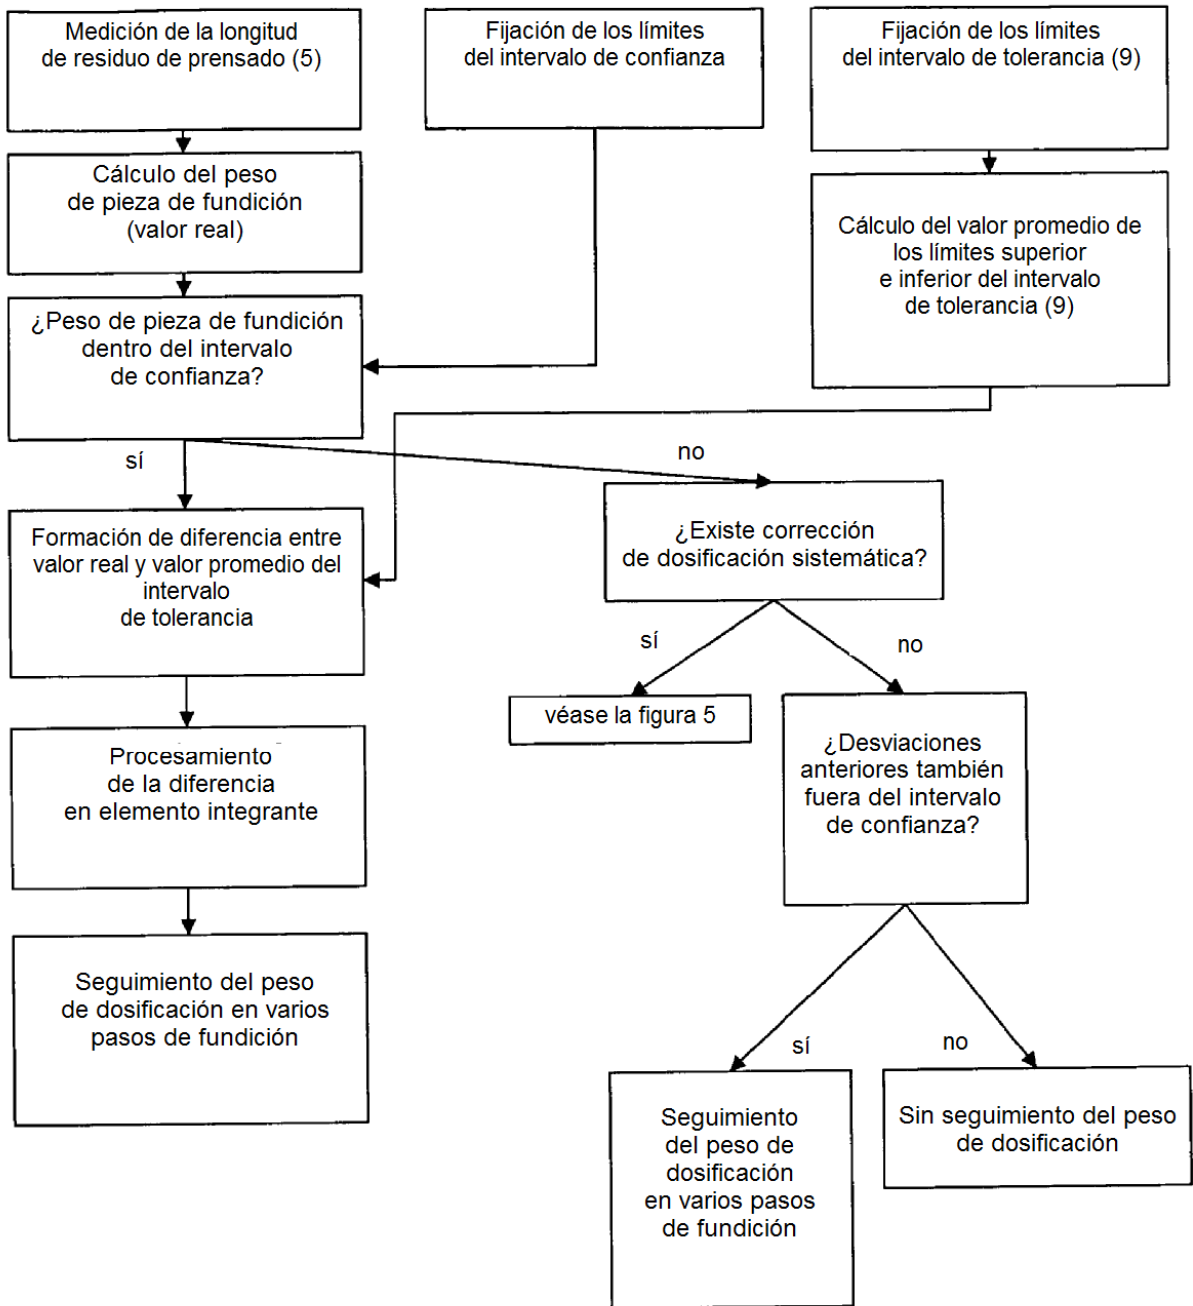 Medición de la longitud
de residuo de prensado (5)
Fijación de los límites
del intervalo de confianza
Fijación de los límites
del intervalo de tolerancia (9)
Cálculo del peso
de pieza de fundición
(valor real)
Cálculo del valor promedio de
los límites superior
e inferior del intervalo
de tolerancia (9)
¿Peso de pieza de fundición
dentro del intervalo
de confianza?
sí
no
Formación de diferencia entre
valor real y valor promedio del
intervalo
de tolerancia
¿Existe corrección
de dosificación sistemática?
sí
no
véase la figura 5
¿Desviaciones
anteriores también
fuera del intervalo
de confianza?
Procesamiento
de la diferencia
en elemento integrante
Seguimiento del peso
de dosificación en varios
pasos de fundición
sí
no
Seguimiento
del peso de
dosificación
en varios pasos
de fundición
Sin seguimiento del peso
de dosificación